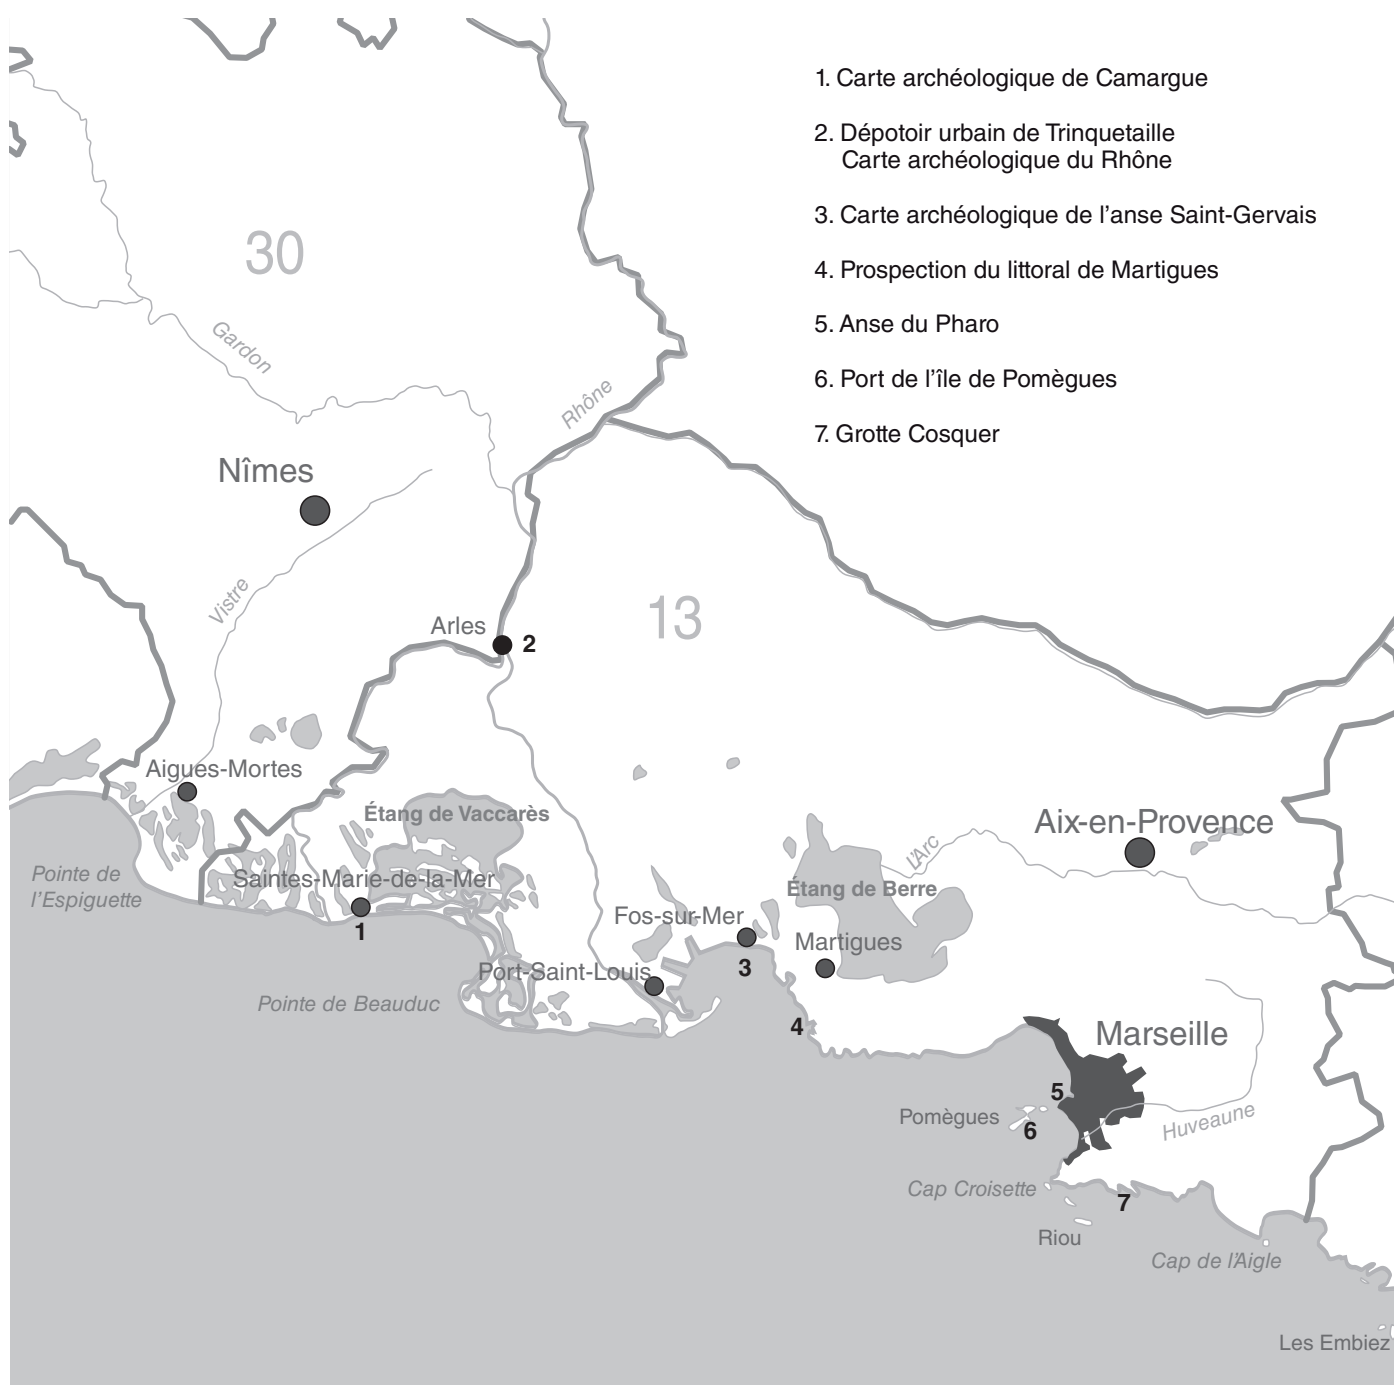 1. Carte archéologique de Camargue
2. Dépotoir urbain de Trinquetaille
Carte archéologique du Rhône
3. Carte archéologique de l'anse Saint-Gervais
4. Prospection du littoral de Martigues
5. Anse du Pharo
6. Port de l'île de Pomègues
7. Grotte Cosquer
30
Gardon
Rhône
Nîmes
Vistre
13
Arles
2
Aigues-Mortes
Étang de Vaccarès
Aix-en-Provence
L'Arc
Pointe de
l'Espiguette
Saintes-Marie-de-la-Mer
Étang de Berre
Fos-sur-Mer
1
Martigues
3
Port-Saint-Louis
Pointe de Beauduc
4
Marseille
5
Pomègues
6
Huveaune
Cap Croisette
7
Riou
Cap de l'Aigle
Les Embiez